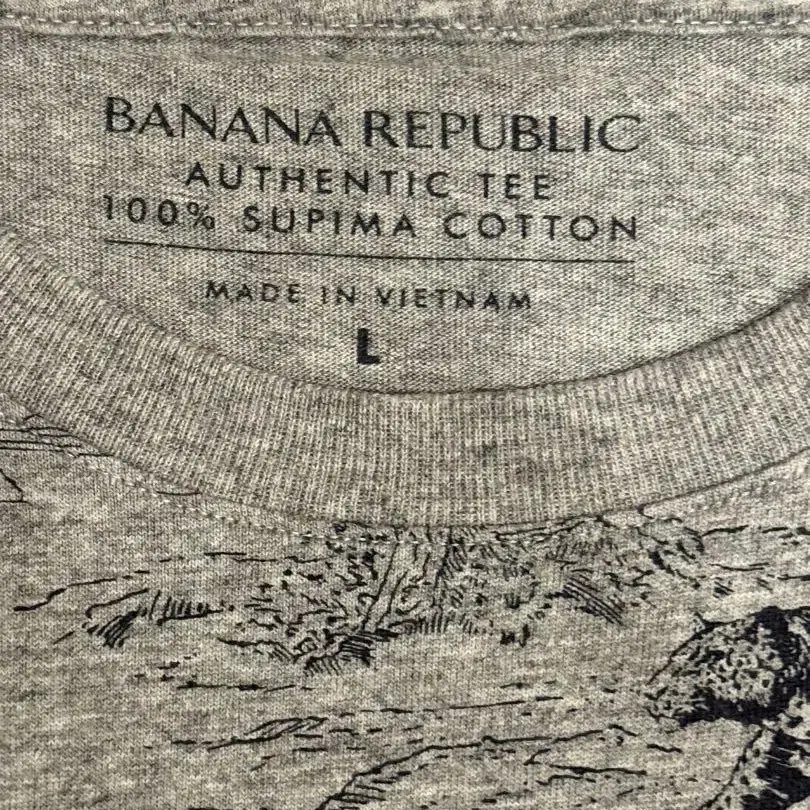 BANANA REPUBLIC
AUTHENTIC TEE
100% SUPIMA COTTON
MADE IN VIETNAM
L